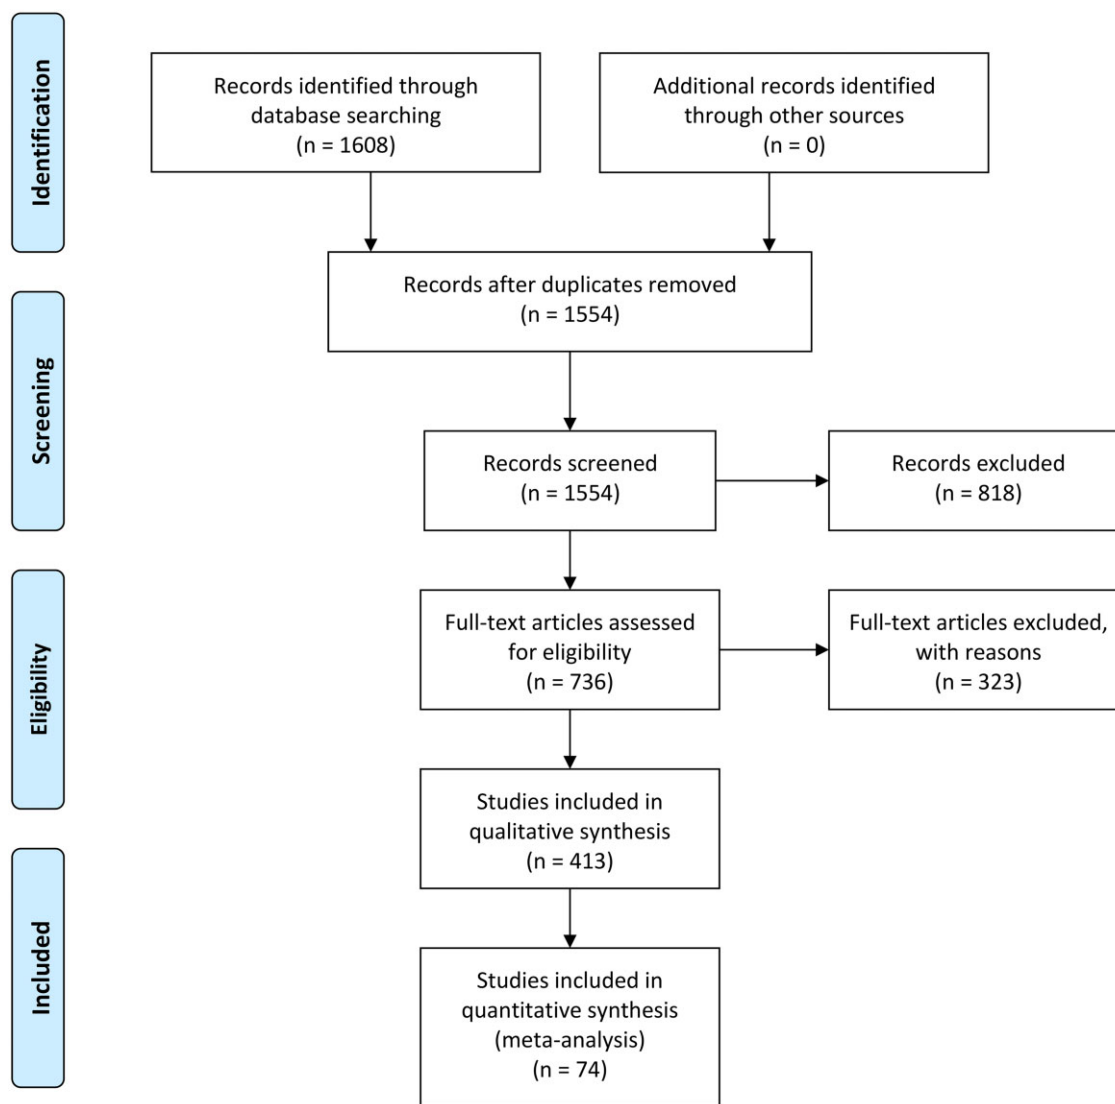 Identification
Records identified through
database searching
(n = 1608)
Additional records identified
through other sources
(n = 0)
Records after duplicates removed
(n = 1554)
Screening
Records screened
(n = 1554)
Records excluded
(n = 818)
Eligibility
Full-text articles assessed
for eligibility
(n = 736)
Full-text articles excluded,
with reasons
(n = 323)
Studies included in
qualitative synthesis
(n = 413)
Included
Studies included in
quantitative synthesis
(meta-analysis)
(n = 74)